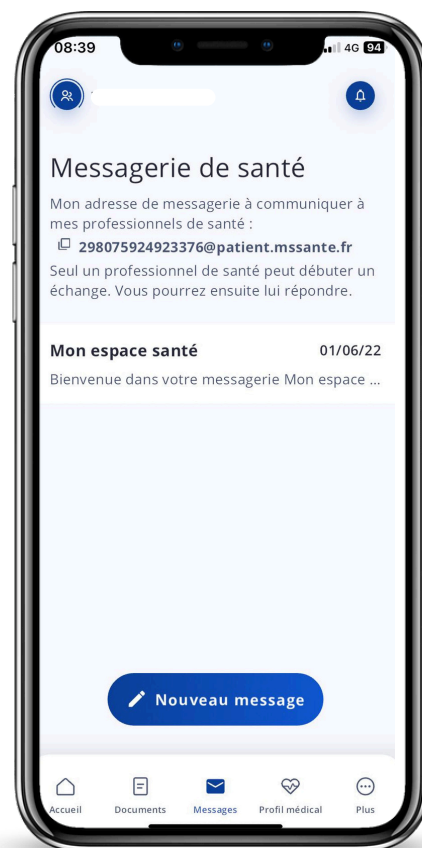 08:39
4G 94
Messagerie de santé
Mon adresse de messagerie à communiquer à
mes professionnels de santé :
298075924923376@patient.mssante.fr
Seul un professionnel de santé peut débuter un
échange. Vous pourrez ensuite lui répondre.
Mon espace santé 01/06/22
Bienvenue dans votre messagerie Mon espace ...
Nouveau message
Accueil Documents Messages Profil médical Plus